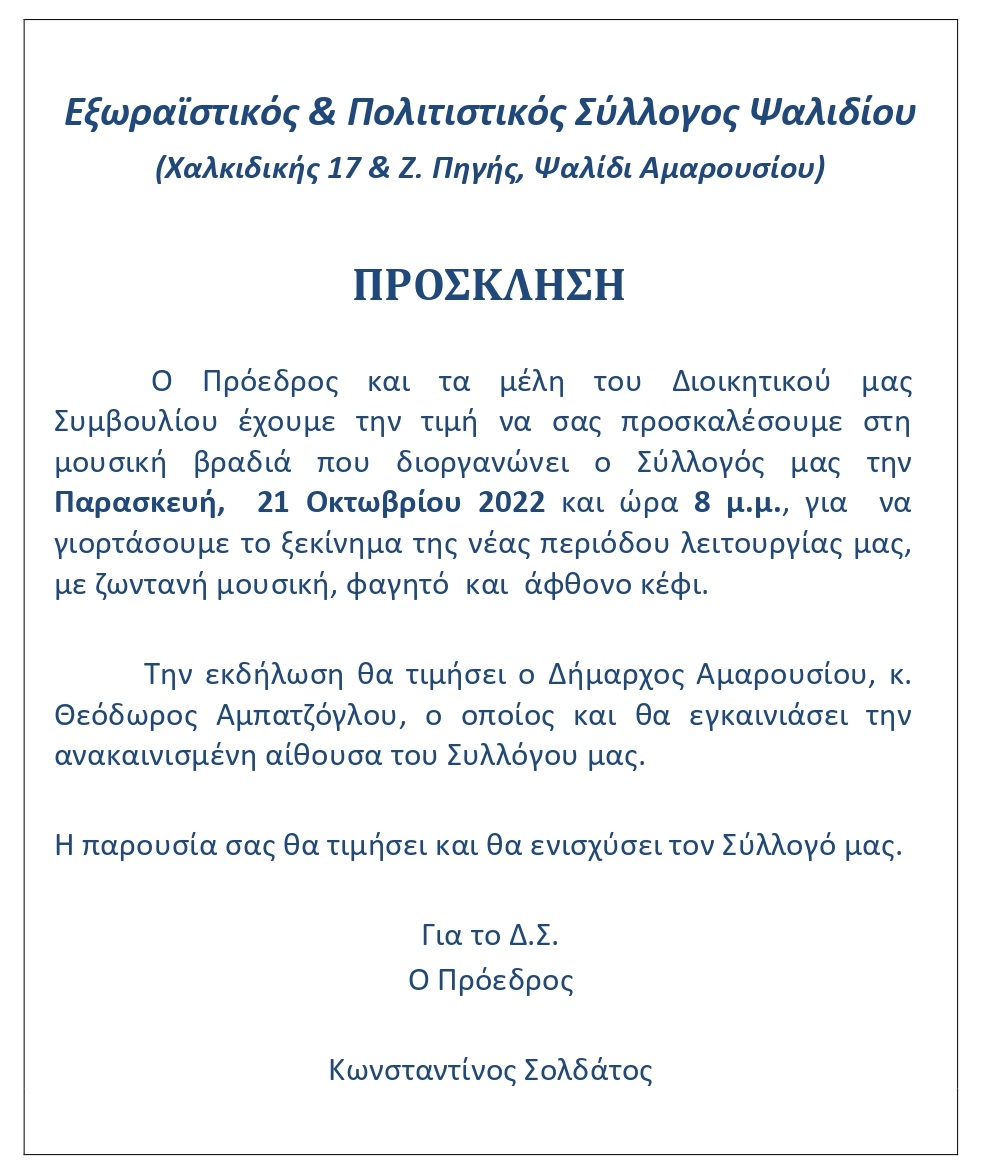 Εξωραϊστικός & Πολιτιστικός Σύλλογος Ψαλιδίου
(Χαλκιδικής 17 & Ζ. Πηγής, Ψαλίδι Αμαρουσίου)
ΠΡΟΣΚΛΗΣΗ
Ο Πρόεδρος και τα μέλη του Διοικητικού μας
Συμβουλίου έχουμε την τιμή να σας προσκαλέσουμε στη
μουσική βραδιά που διοργανώνει ο Σύλλογός μας την
Παρασκευή, 21 Οκτωβρίου 2022 και ώρα 8 μ.μ., για να
γιορτάσουμε το ξεκίνημα της νέας περιόδου λειτουργίας μας,
με ζωντανή μουσική, φαγητό και άφθονο κέφι.
Την εκδήλωση θα τιμήσει ο Δήμαρχος Αμαρουσίου, κ.
Θεόδωρος Αμπατζόγλου, ο οποίος και θα εγκαινιάσει την
ανακαινισμένη αίθουσα του Συλλόγου μας.
Η παρουσία σας θα τιμήσει και θα ενισχύσει τον Σύλλογό μας.
Για το Δ.Σ.
Ο Πρόεδρος
Κωνσταντίνος Σολδάτος